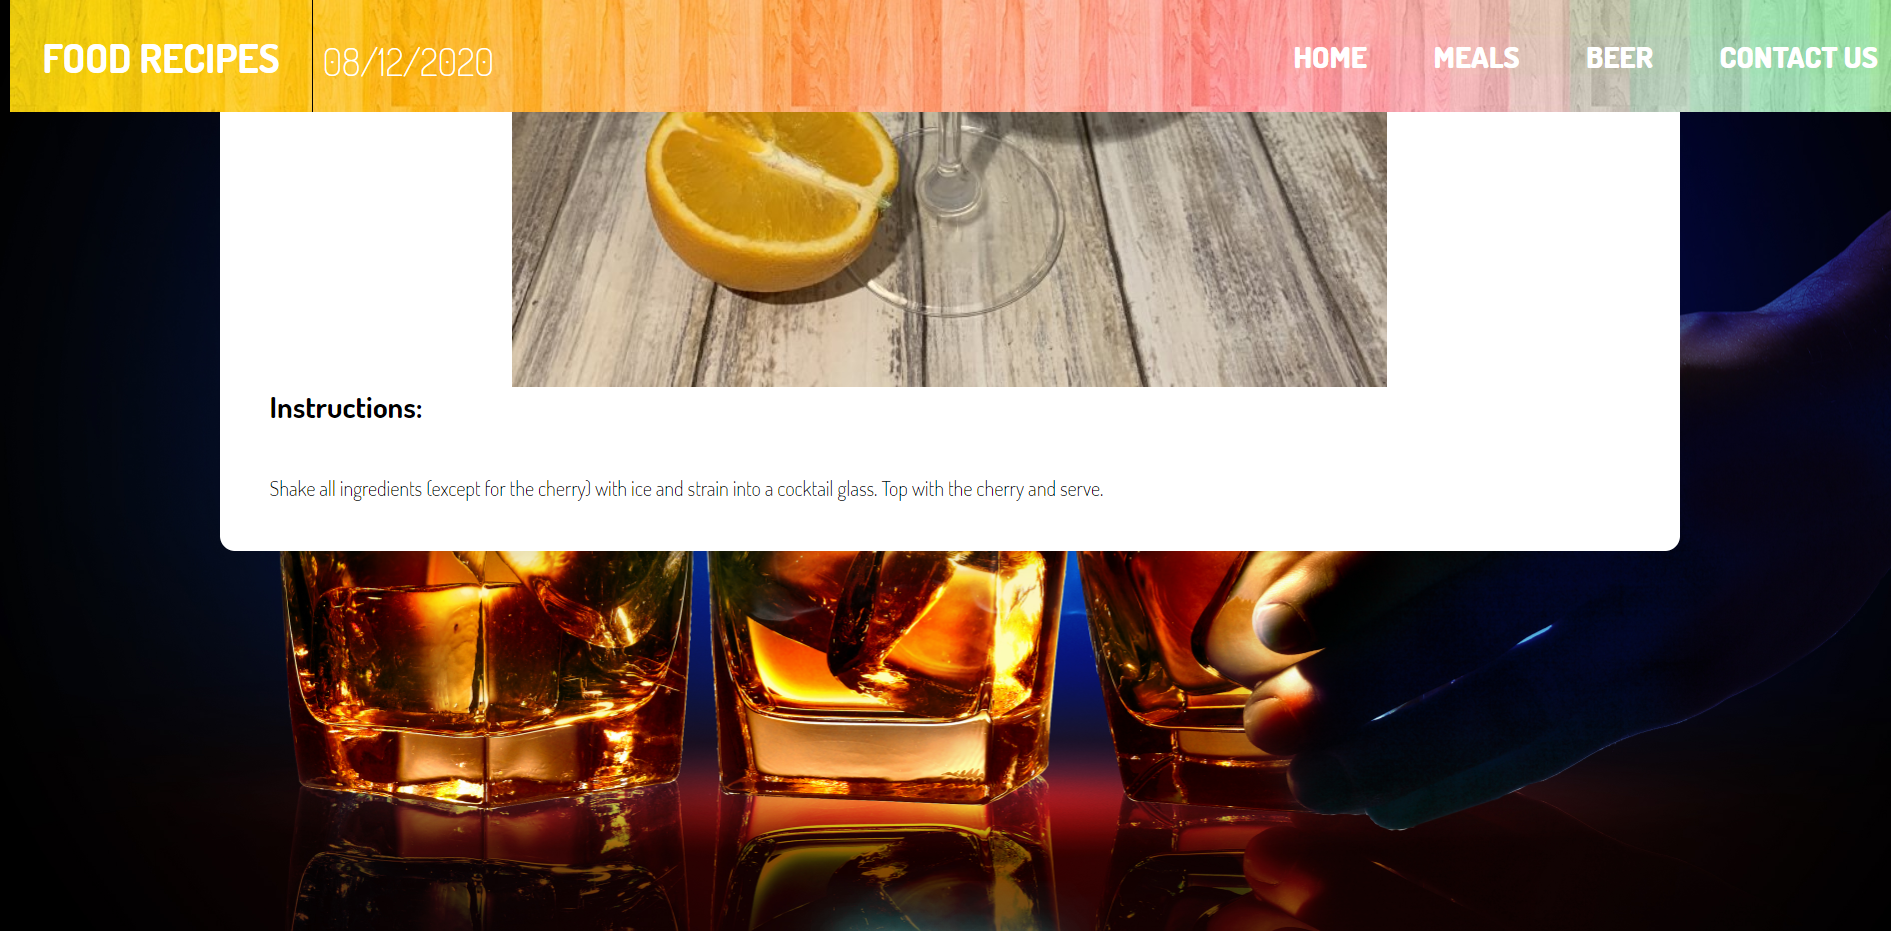 FOOD RECIPES
08/12/2020
HOME MEALS BEER CONTACT US
Instructions:
Shake all ingredients (except for the cherry) with ice and strain into a cocktail glass. Top with the cherry and serve.